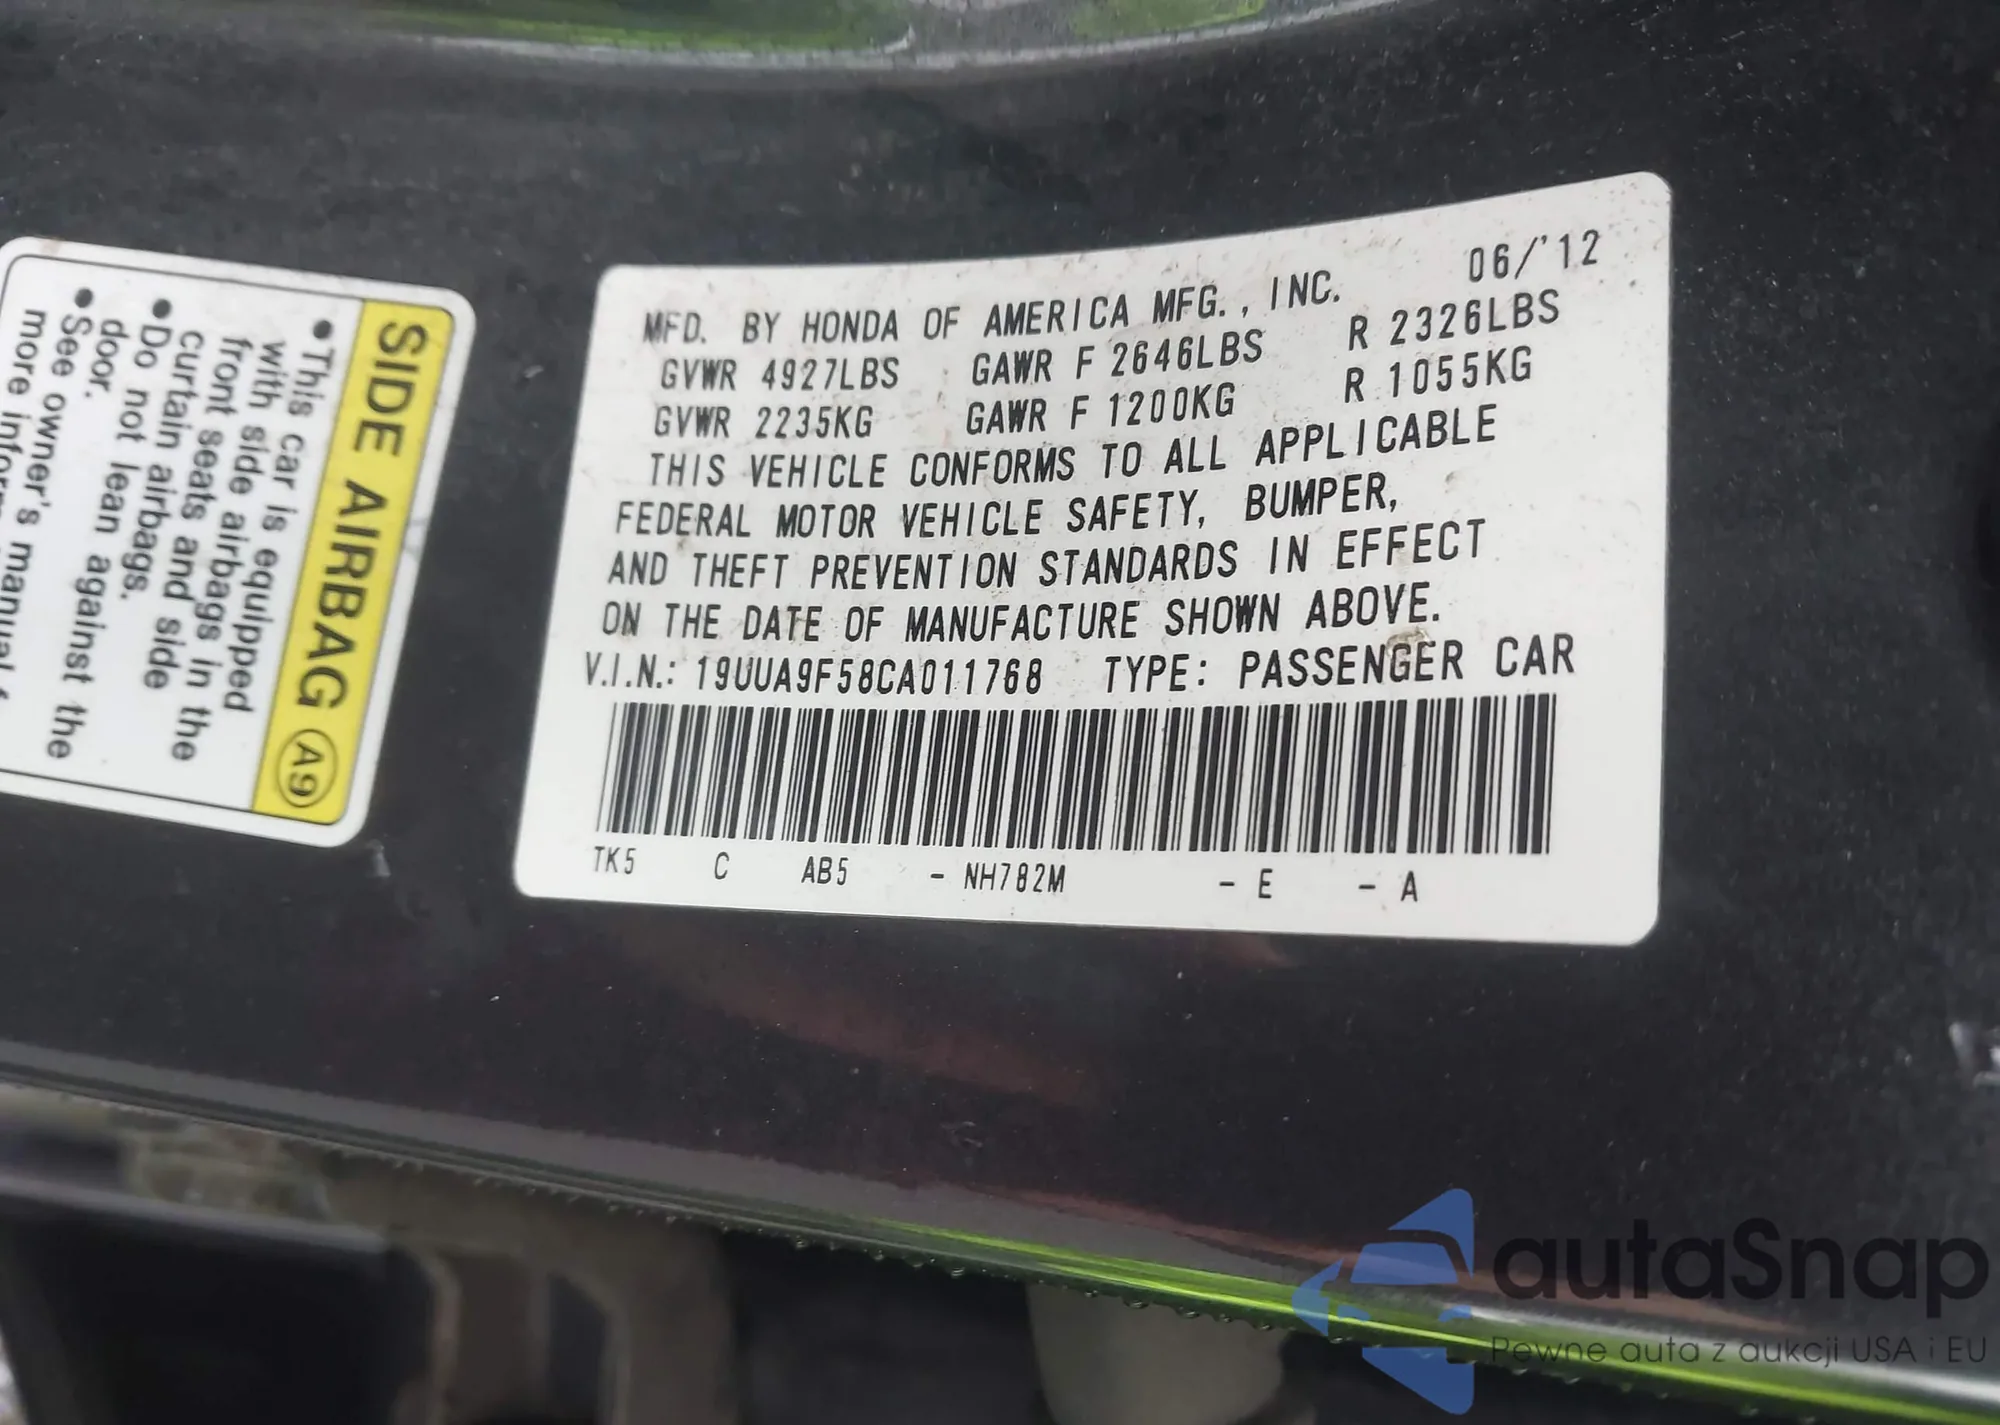 SIDE AIRBAG A9
• This car is equipped
with side airbags in
front seats and side
curtain airbags in the
• Do not lean against
door.
• See owner's manual f
more inform
MFD. BY HONDA OF AMERICA MFG., INC. 06/'12
GVWR 4927LBS GAWR F 2646LBS R 2326LBS
GVWR 2235KG GAWR F 1200KG R 1055KG
THIS VEHICLE CONFORMS TO ALL APPLICABLE
FEDERAL MOTOR VEHICLE SAFETY, BUMPER,
AND THEFT PREVENTION STANDARDS IN EFFECT
ON THE DATE OF MANUFACTURE SHOWN ABOVE.
V.I.N.: 19UUA9F58CA011768 TYPE: PASSENGER CAR
TK5 C AB5 - NH782M - E - A
autaSnap
Pewne auta z aukcji USA i EU